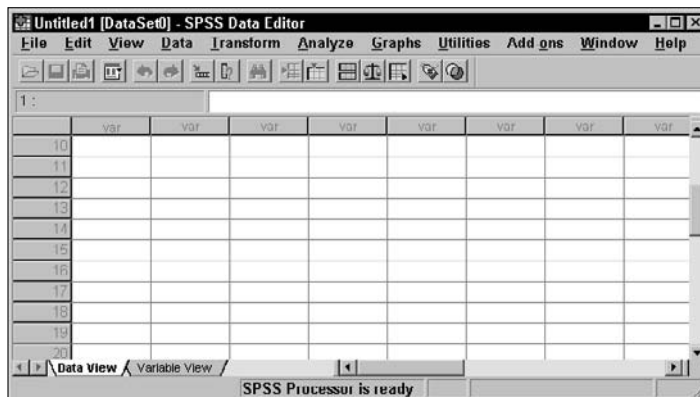 Untitled1 [DataSet0] - SPSS Data Editor
File Edit View Data Transform Analyze Graphs Utilities Add-ons Window Help
1 :
var var var var var var var var
10
11
12
13
14
15
16
17
18
19
20
Data View Variable View
SPSS Processor is ready